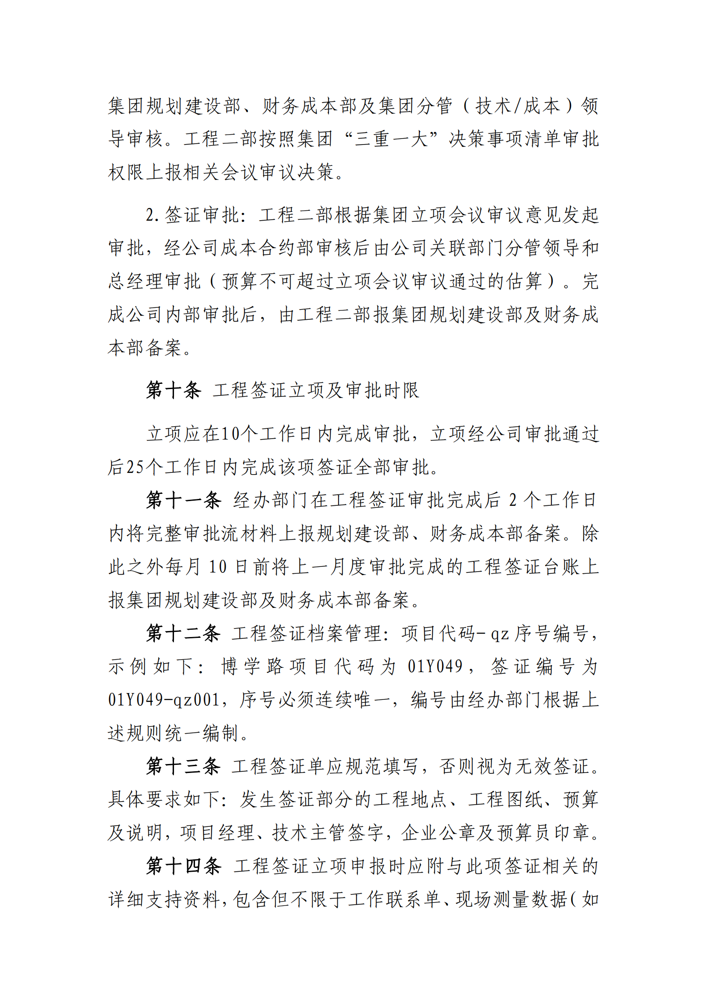 集团规划建设部、财务成本部及集团分管（技术/成本）领
导审核。工程二部按照集团“三重一大”决策事项清单审批
权限上报相关会议审议决策。
2.签证审批：工程二部根据集团立项会议审议意见发起
审批，经公司成本合约部审核后由公司关联部门分管领导和
总经理审批（预算不可超过立项会议审议通过的估算）。完
成公司内部审批后，由工程二部报集团规划建设部及财务成
本部备案。
第十条 工程签证立项及审批时限
立项应在10个工作日内完成审批，立项经公司审批通过
后25个工作日内完成该项签证全部审批。
第十一条 经办部门在工程签证审批完成后 2 个工作日
内将完整审批流材料上报规划建设部、财务成本部备案。除
此之外每月 10 日前将上一月度审批完成的工程签证台账上
报集团规划建设部及财务成本部备案。
第十二条 工程签证档案管理：项目代码- qz 序号编号，
示例如下：博学路项目代码为 01Y049，签证编号为
01Y049-qz001，序号必须连续唯一，编号由经办部门根据上
述规则统一编制。
第十三条 工程签证单应规范填写，否则视为无效签证。
具体要求如下：发生签证部分的工程地点、工程图纸、预算
及说明，项目经理、技术主管签字，企业公章及预算员印章。
第十四条 工程签证立项申报时应附与此项签证相关的
详细支持资料，包含但不限于工作联系单、现场测量数据（如